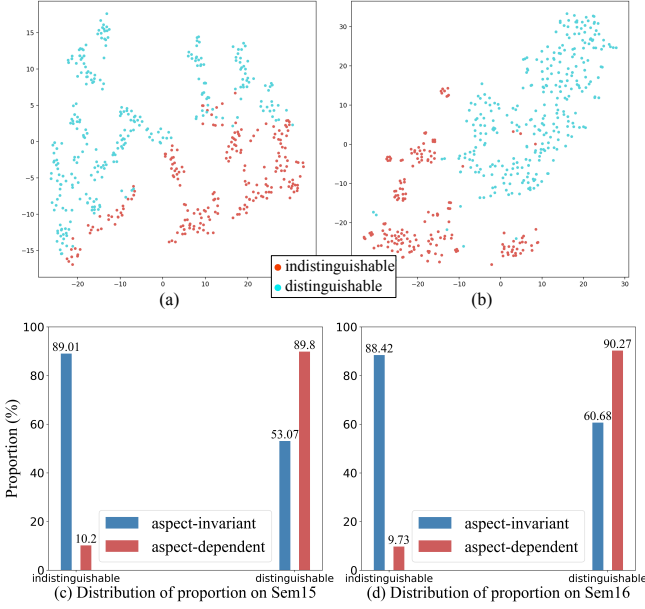 15
10
5
0
−5
−10
−15
−20
−10
0
10
20
30
20
10
0
−10
−20
−20
−10
0
10
20
30
indistinguishable
distinguishable
(a)
(b)
100
80
60
40
20
0
Proportion (%)
89.01
10.2
53.07
89.8
aspect-invariant
aspect-dependent
indistinguishable
distinguishable
(c) Distribution of proportion on Sem15
100
80
60
40
20
0
88.42
9.73
60.68
90.27
aspect-invariant
aspect-dependent
indistinguishable
distinguishable
(d) Distribution of proportion on Sem16